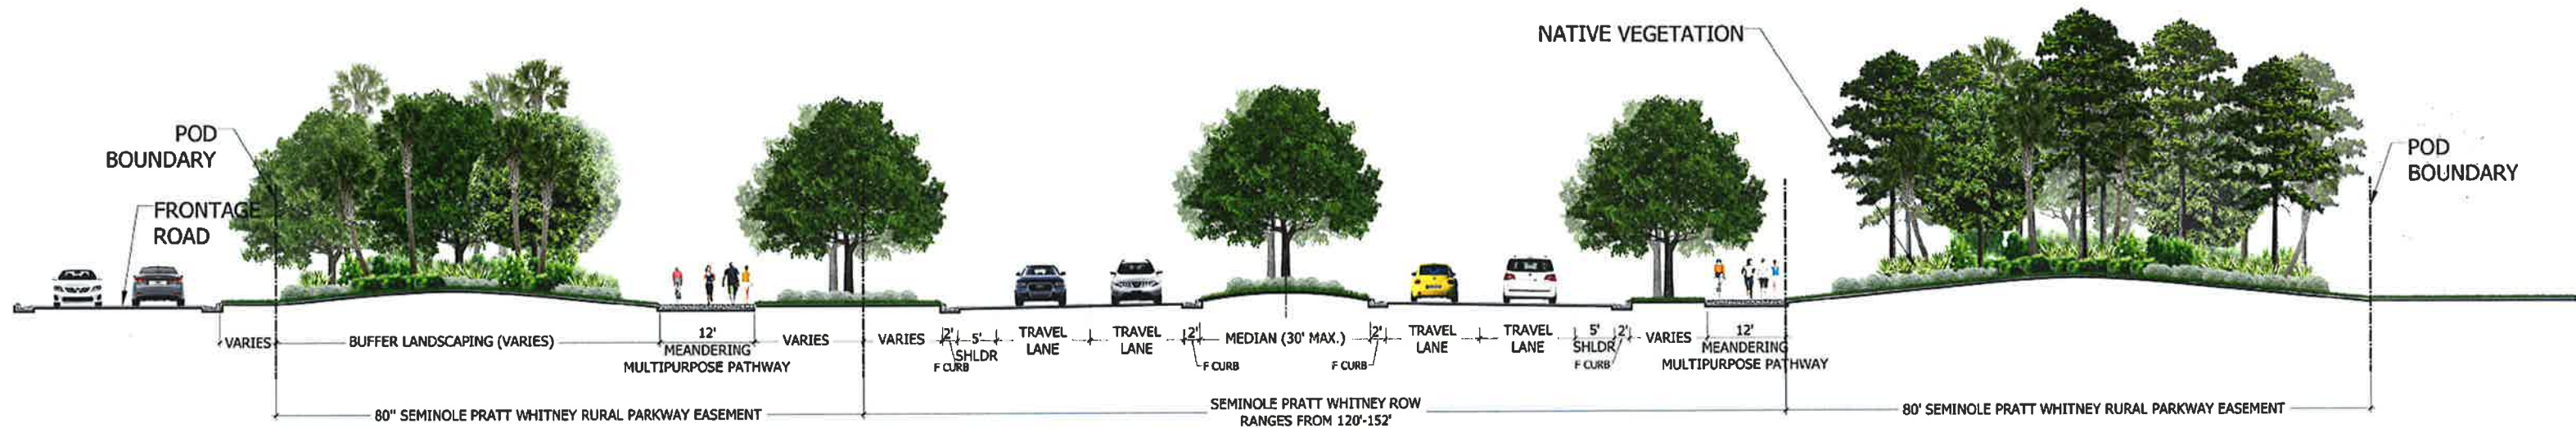 NATIVE VEGETATION
POD
BOUNDARY
FRONTAGE
ROAD
POD
BOUNDARY
VARIES
BUFFER LANDSCAPING (VARIES)
12'
MEANDERING
MULTIPURPOSE PATHWAY
VARIES
VARIES
2'
F CURB
5'
SHLDR
TRAVEL
LANE
TRAVEL
LANE
2'
F CURB
MEDIAN (30' MAX.)
2'
F CURB
TRAVEL
LANE
TRAVEL
LANE
5'
SHLDR
2'
F CURB
VARIES
12'
MEANDERING
MULTIPURPOSE PATHWAY
80" SEMINOLE PRATT WHITNEY RURAL PARKWAY EASEMENT
SEMINOLE PRATT WHITNEY ROW
RANGES FROM 120'-152'
80' SEMINOLE PRATT WHITNEY RURAL PARKWAY EASEMENT